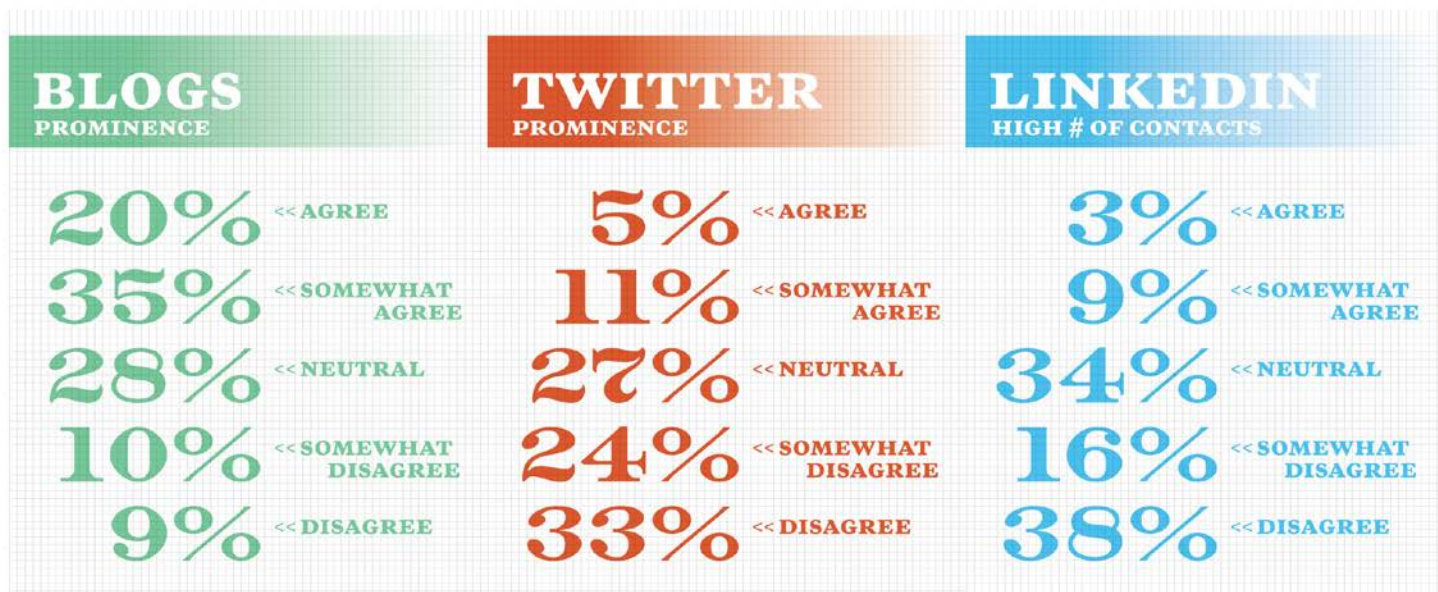 BLOGS
PROMINENCE
20% <<AGREE
35% <<SOMEWHAT
AGREE
28% <<NEUTRAL
10% <<SOMEWHAT
DISAGREE
9% <<DISAGREE
TWITTER
PROMINENCE
5% <<AGREE
11% <<SOMEWHAT
AGREE
27% <<NEUTRAL
24% <<SOMEWHAT
DISAGREE
33% <<DISAGREE
LINKEDIN
HIGH # OF CONTACTS
3% <<AGREE
9% <<SOMEWHAT
AGREE
34% <<NEUTRAL
16% <<SOMEWHAT
DISAGREE
38% <<DISAGREE